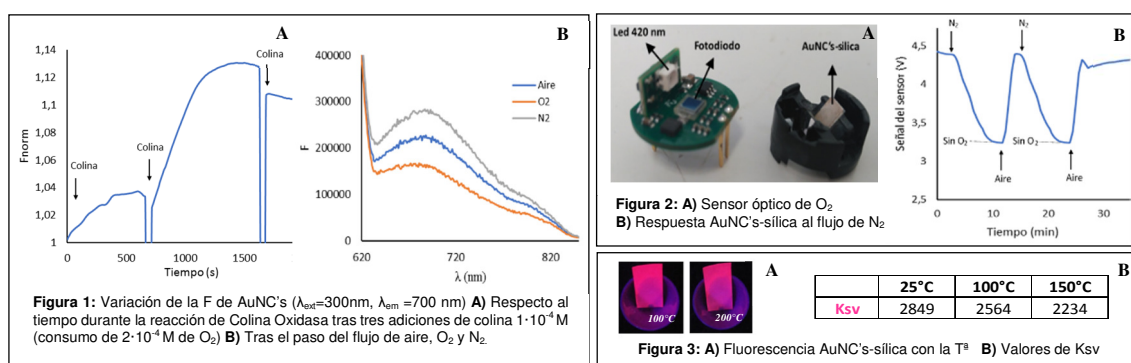 A
1,14
1,12
1,1
1,08
1,06
1,04
1,02
1
Fnorm
Colina
Colina
Colina
0
500
1000
1500
Tiempo (s)
B
400000
300000
200000
100000
0
F
Aire
O2
N2
620
720
820
λ (nm)
Figura 1: Variación de la F de AuNC's (λext=300nm, λem =700 nm) A) Respecto al
tiempo durante la reacción de Colina Oxidasa tras tres adiciones de colina 1·10-4 M
(consumo de 2·10-4 M de O2) B) Tras el paso del flujo de aire, O2 y N2.
A
Led 420 nm
Fotodiodo
AuNC's-sílica
Figura 2: A) Sensor óptico de O2
B) Respuesta AuNC's-sílica al flujo de N2
B
N2
N2
4,5
4
3,5
3
2,5
Señal del sensor (V)
Sin O2
Sin O2
Aire
Aire
0
10
20
30
Tiempo (min)
A
100°C
200°C
B
25°C 100°C 150°C
Ksv 2849 2564 2234
Figura 3: A) Fluorescencia AuNC's-sílica con la Tª B) Valores de Ksv